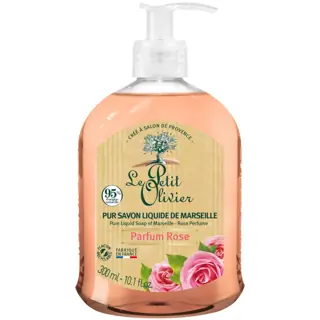 CRÉÉ À SALON DE PROVENCE
Le Petit
Olivier
95%
PUR SAVON LIQUIDE DE MARSEILLE
Pure Liquid Soap of Marseille - Rose Perfume
Parfum Rose
FABRIQUÉ
EN FRANCE
300 ml - 10.1 fl.oz.